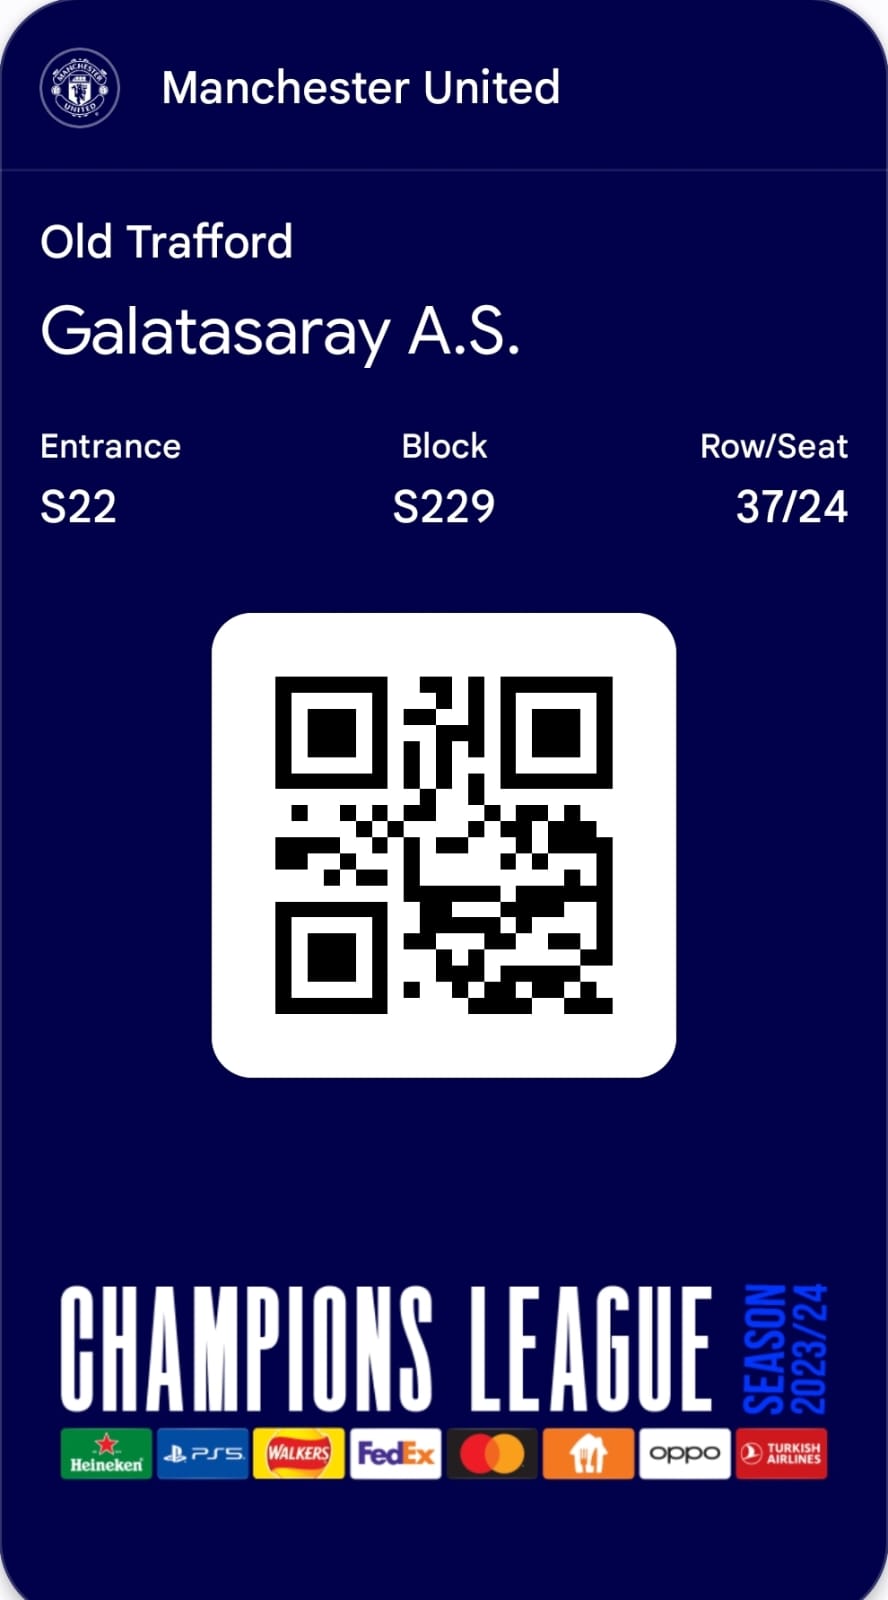 MANCHESTER
UNITED
Manchester United
Old Trafford
Galatasaray A.S.
Entrance Block Row/Seat
S22 S229 37/24
CHAMPIONS LEAGUE SEASON 2023/24
Heineken PS5 WALKERS FedEx oppo TURKISH AIRLINES